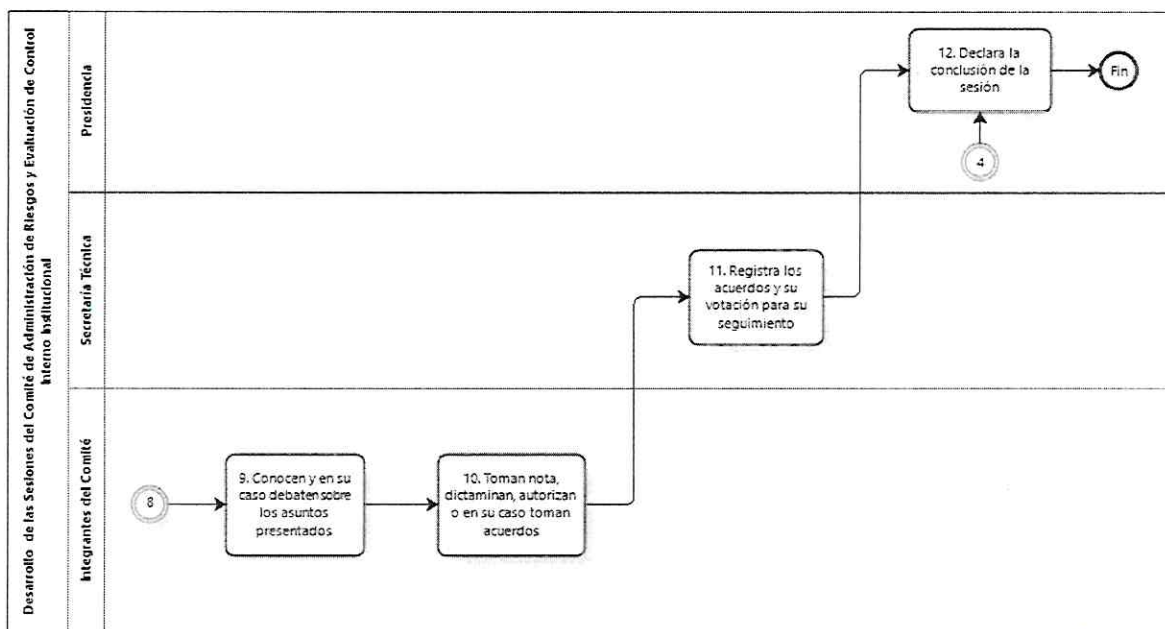 Desarrollo de las Sesiones del Comité de Administración de Riesgos y Evaluación de Control
Interno Institucional
Presidencia
12. Declara la
conclusión de la
sesión
Fin
4
Secretaría Técnica
11. Registra los
acuerdos y su
votación para su
seguimiento
Integrantes del Comité
8
9. Conocen y en su
caso debaten sobre
los asuntos
presentados
10. Toman nota,
dictaminan, autorizan
o en su caso toman
acuerdos